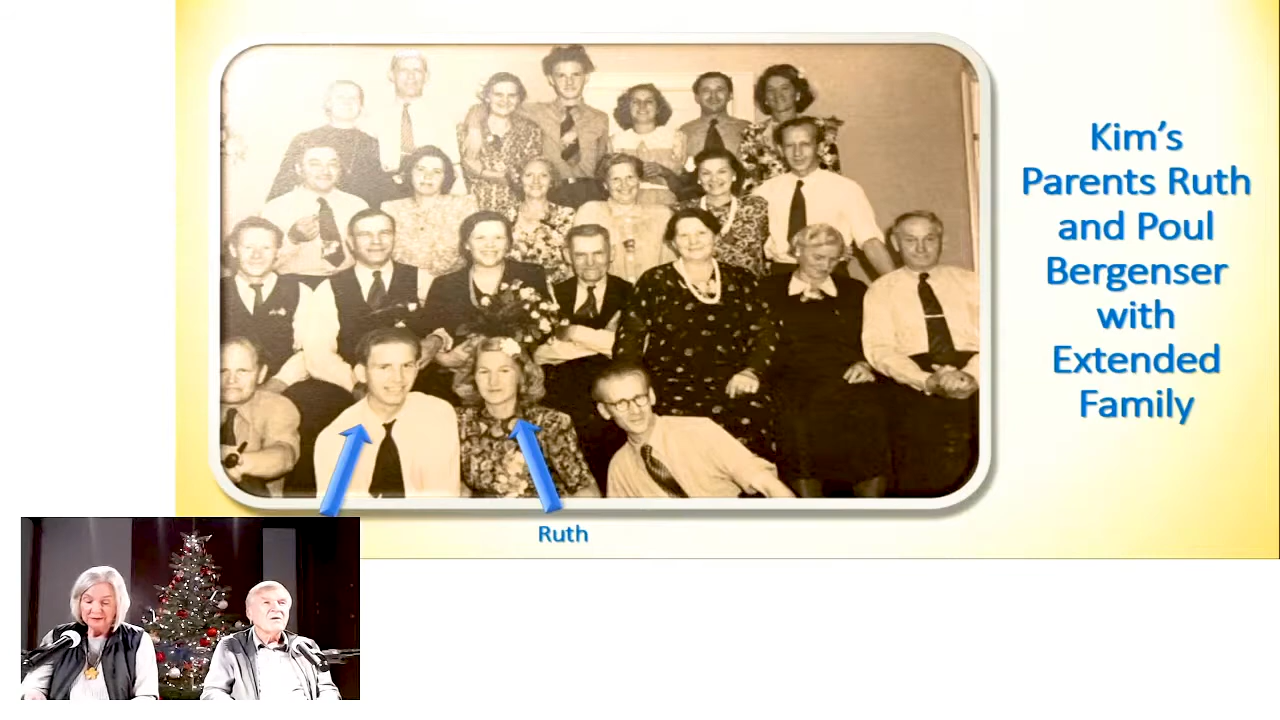 Kim's
Parents Ruth
and Poul
Bergenser
with
Extended
Family
Ruth